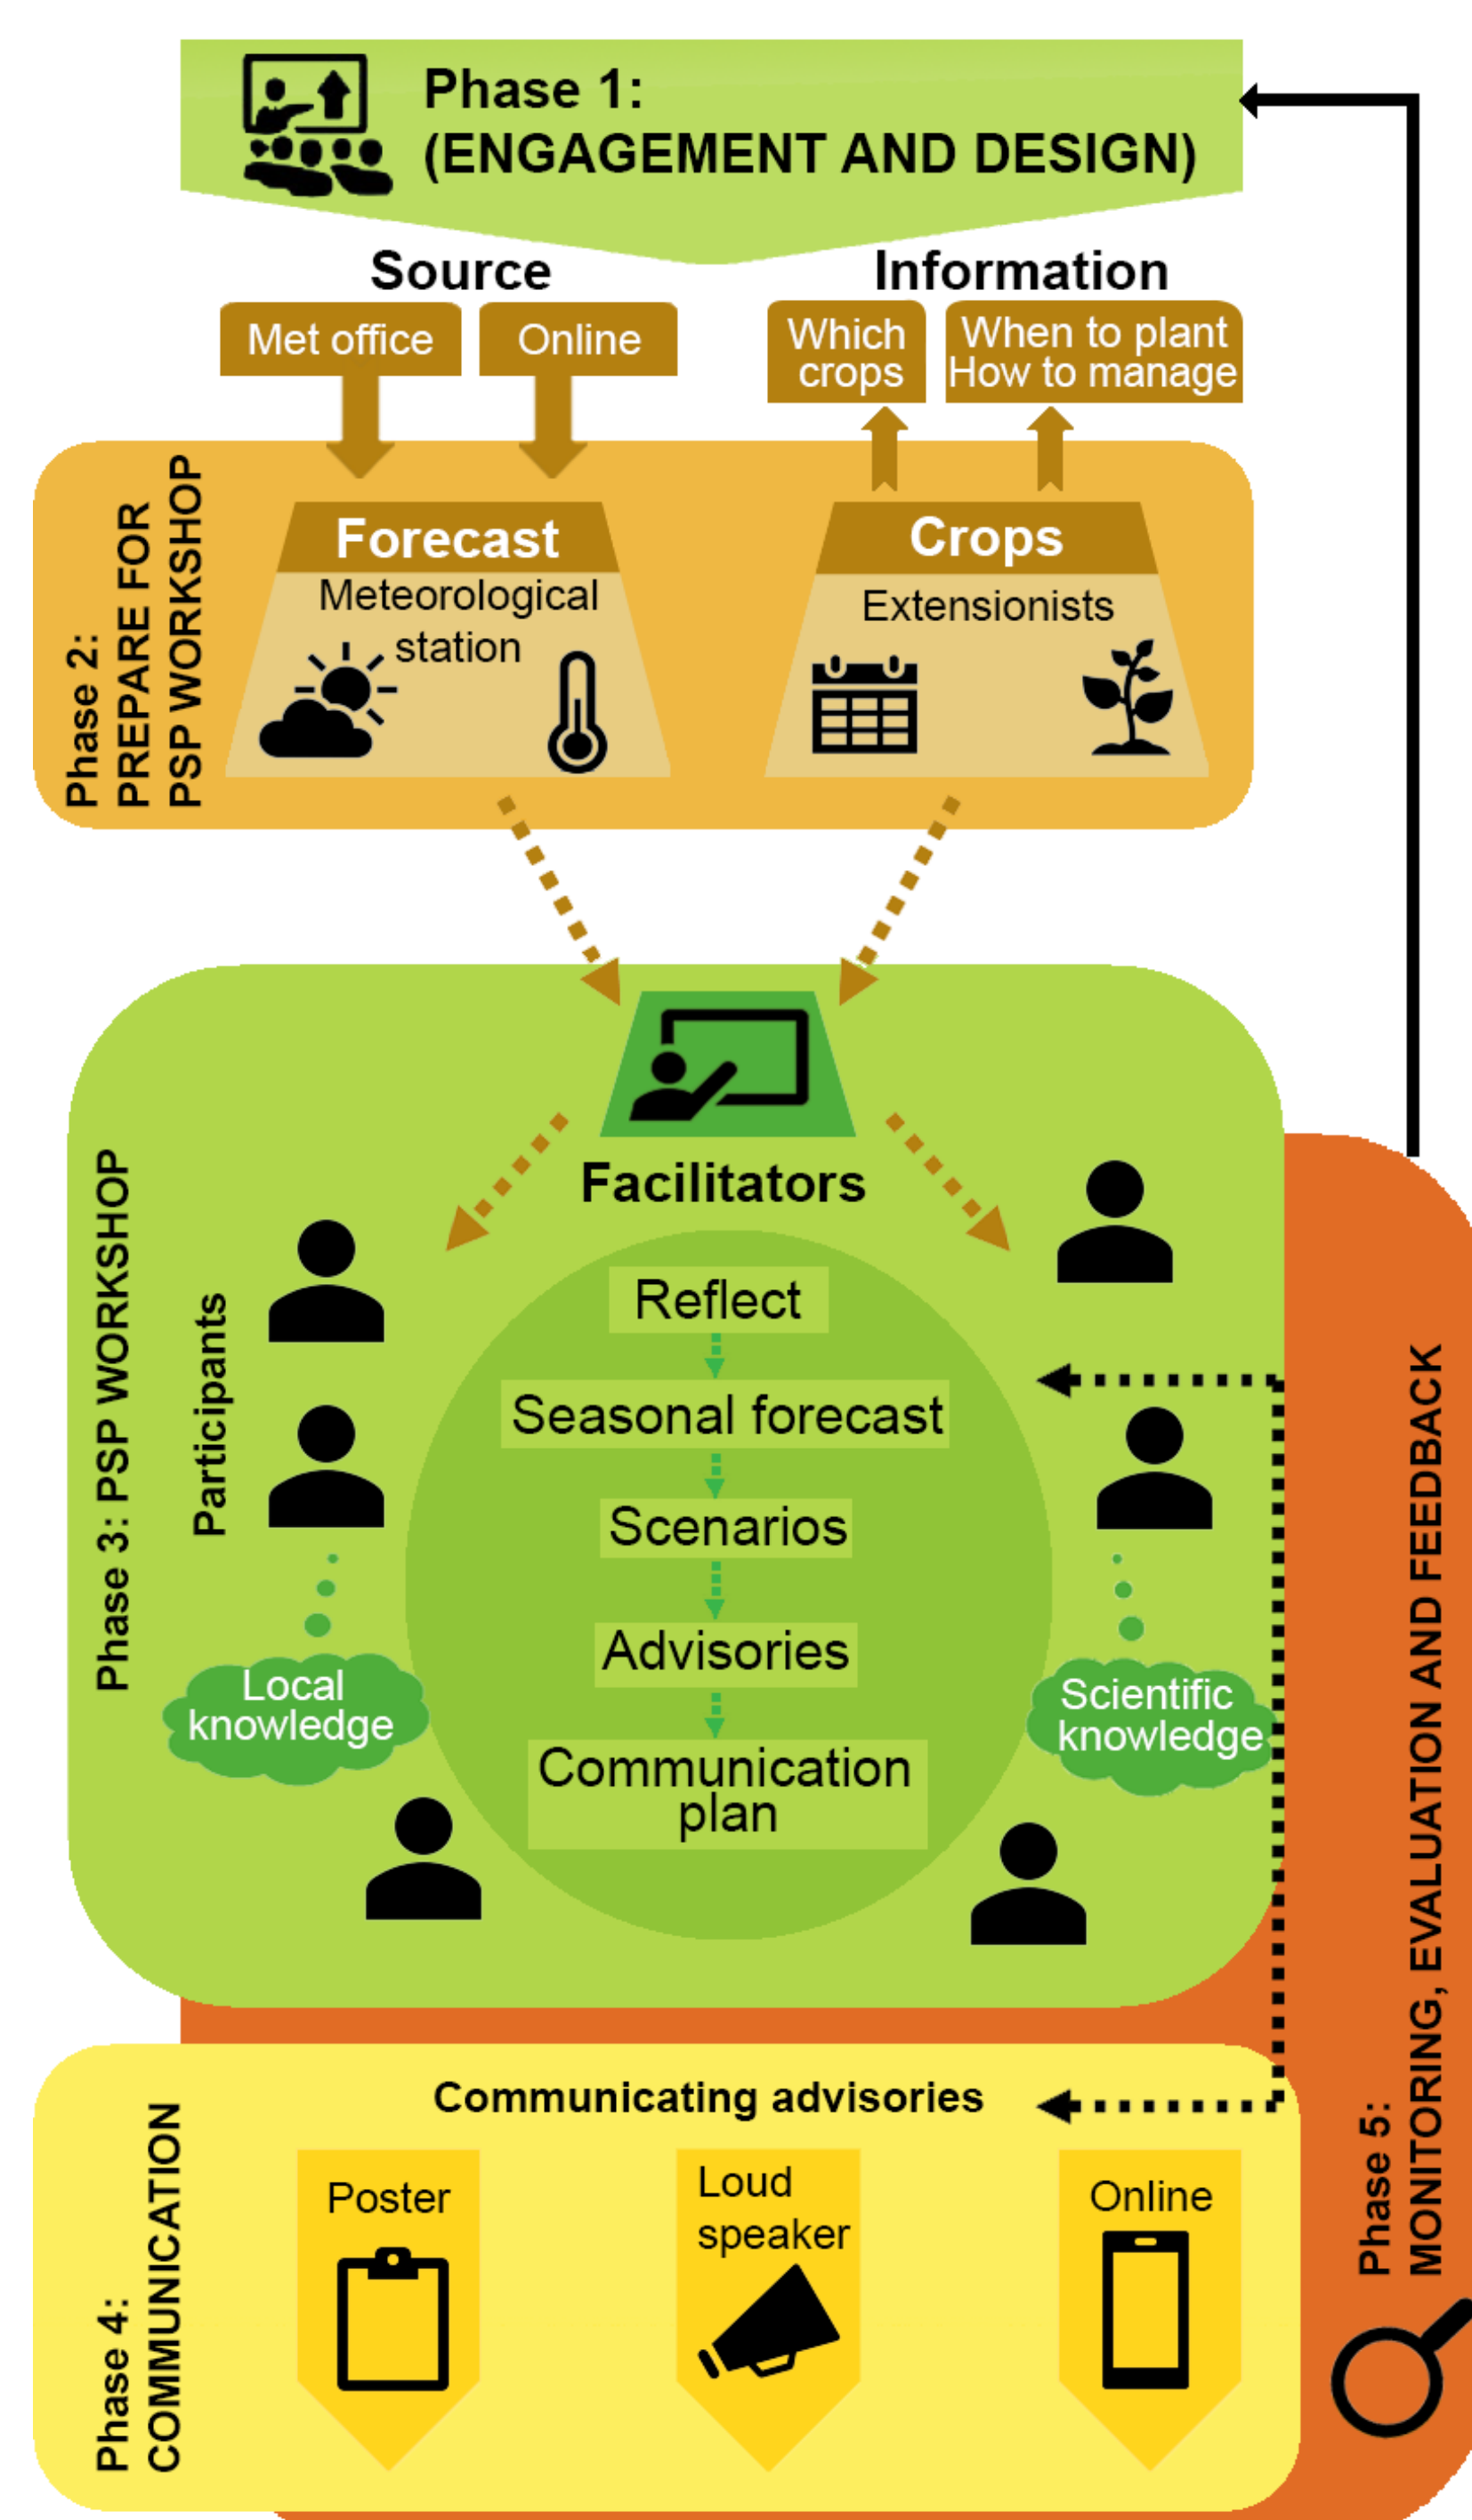 Phase 1:
(ENGAGEMENT AND DESIGN)
Source
Information
Met office
Online
Which
crops
When to plant
How to manage
Phase 2:
PREPARE FOR
PSP WORKSHOP
Forecast
Meteorological
station
Crops
Extensionists
Phase 3: PSP WORKSHOP
Participants
Facilitators
Reflect
Seasonal forecast
Scenarios
Advisories
Communication
plan
Local
knowledge
Scientific
knowledge
Phase 4:
COMMUNICATION
Communicating advisories
Poster
Loud
speaker
Online
Phase 5:
MONITORING, EVALUATION AND FEEDBACK